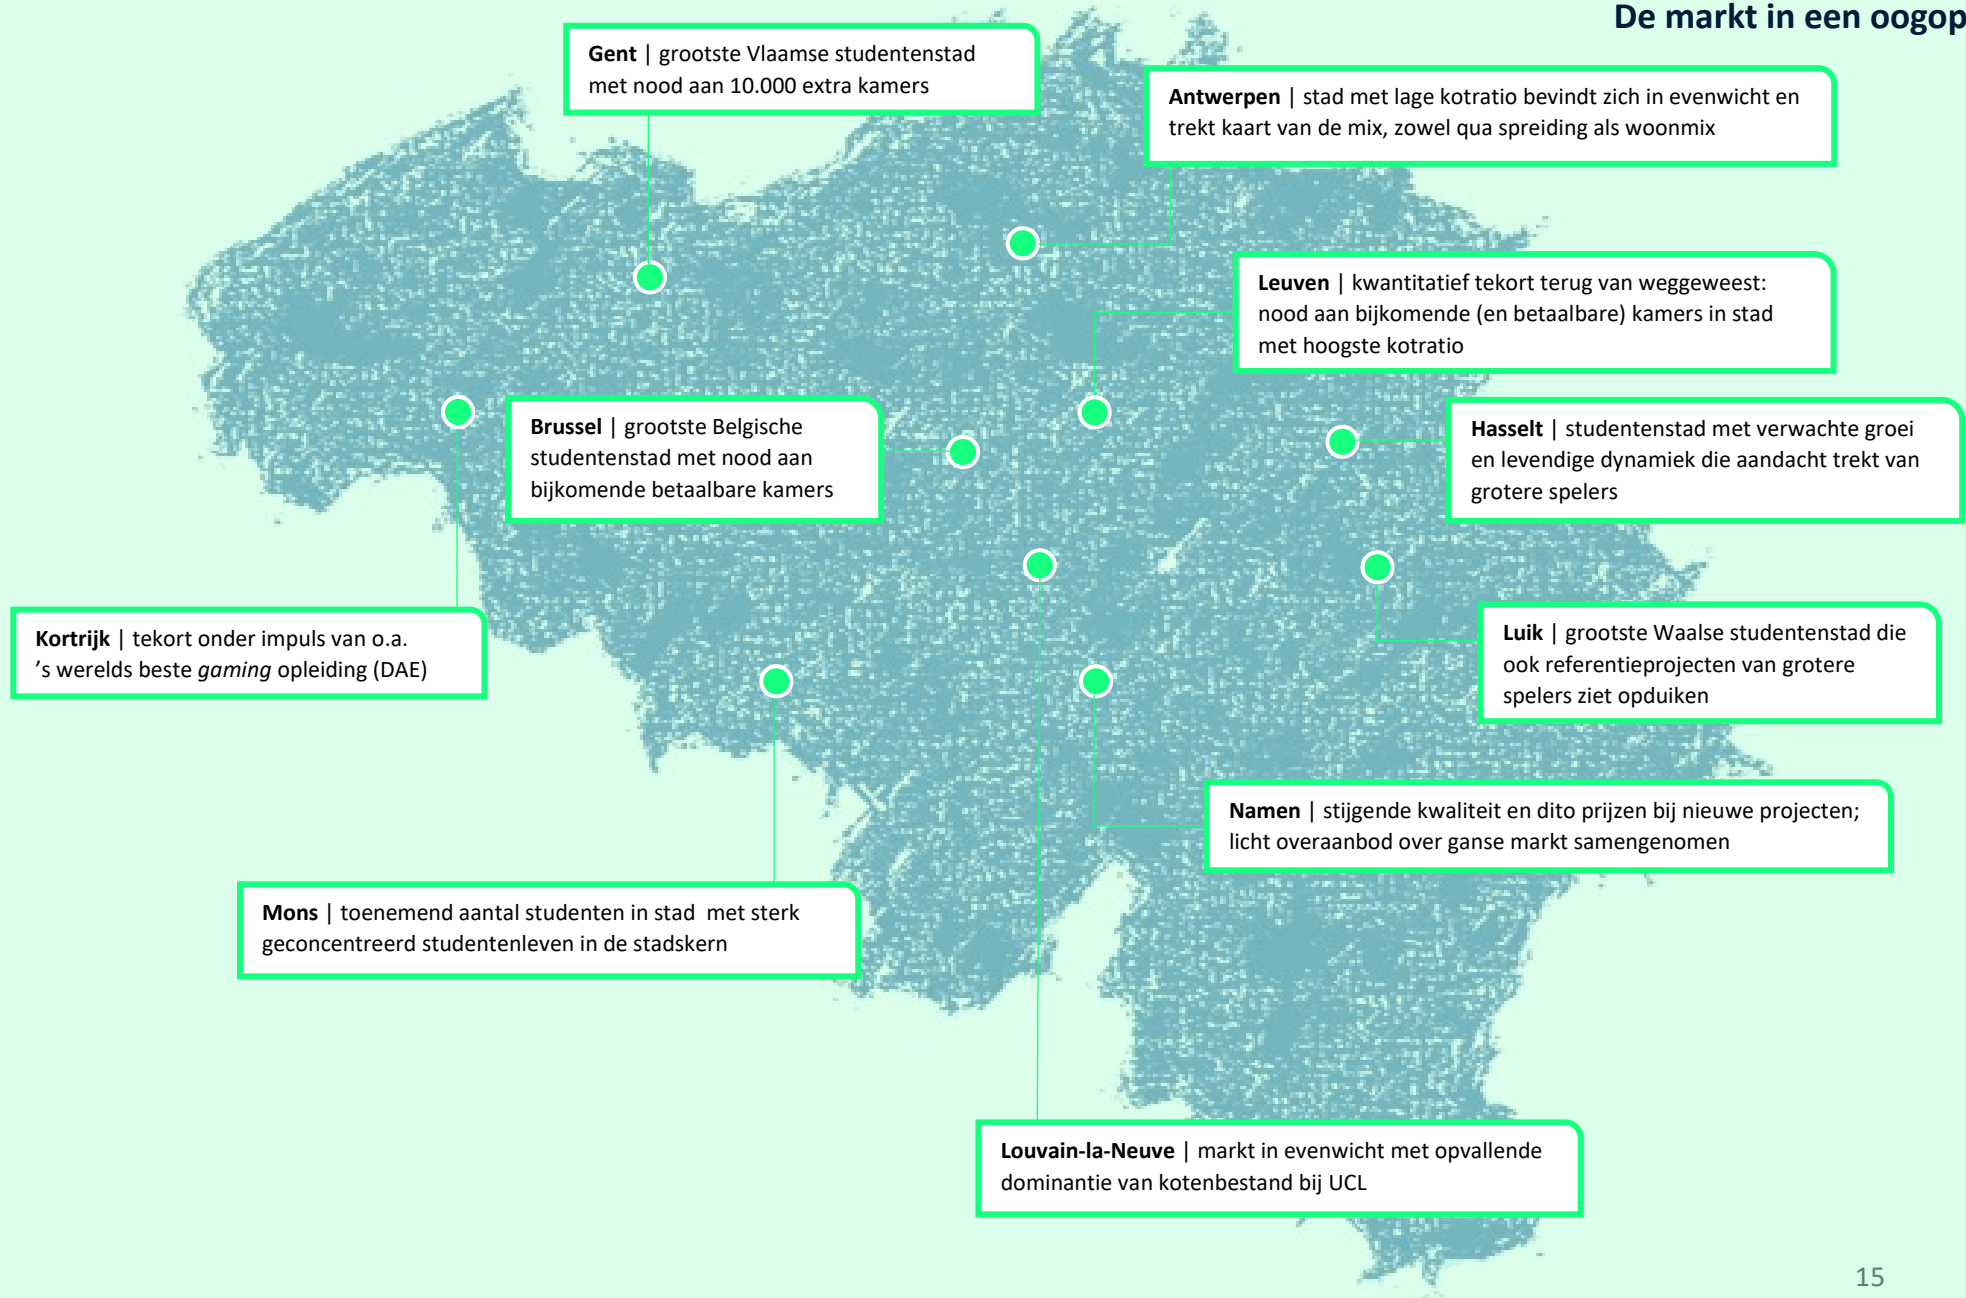 De markt in een oogop
Gent | grootste Vlaamse studentenstad
met nood aan 10.000 extra kamers
Antwerpen | stad met lage kotratio bevindt zich in evenwicht en
trekt kaart van de mix, zowel qua spreiding als woonmix
Leuven | kwantitatief tekort terug van weggeweest:
nood aan bijkomende (en betaalbare) kamers in stad
met hoogste kotratio
Brussel | grootste Belgische
studentenstad met nood aan
bijkomende betaalbare kamers
Hasselt | studentenstad met verwachte groei
en levendige dynamiek die aandacht trekt van
grotere spelers
Kortrijk | tekort onder impuls van o.a.
’s werelds beste gaming opleiding (DAE)
Luik | grootste Waalse studentenstad die
ook referentieprojecten van grotere
spelers ziet opduiken
Namen | stijgende kwaliteit en dito prijzen bij nieuwe projecten;
licht overaanbod over ganse markt samengenomen
Mons | toenemend aantal studenten in stad  met sterk
geconcentreerd studentenleven in de stadskern
Louvain-la-Neuve | markt in evenwicht met opvallende
dominantie van kotenbestand bij UCL
15